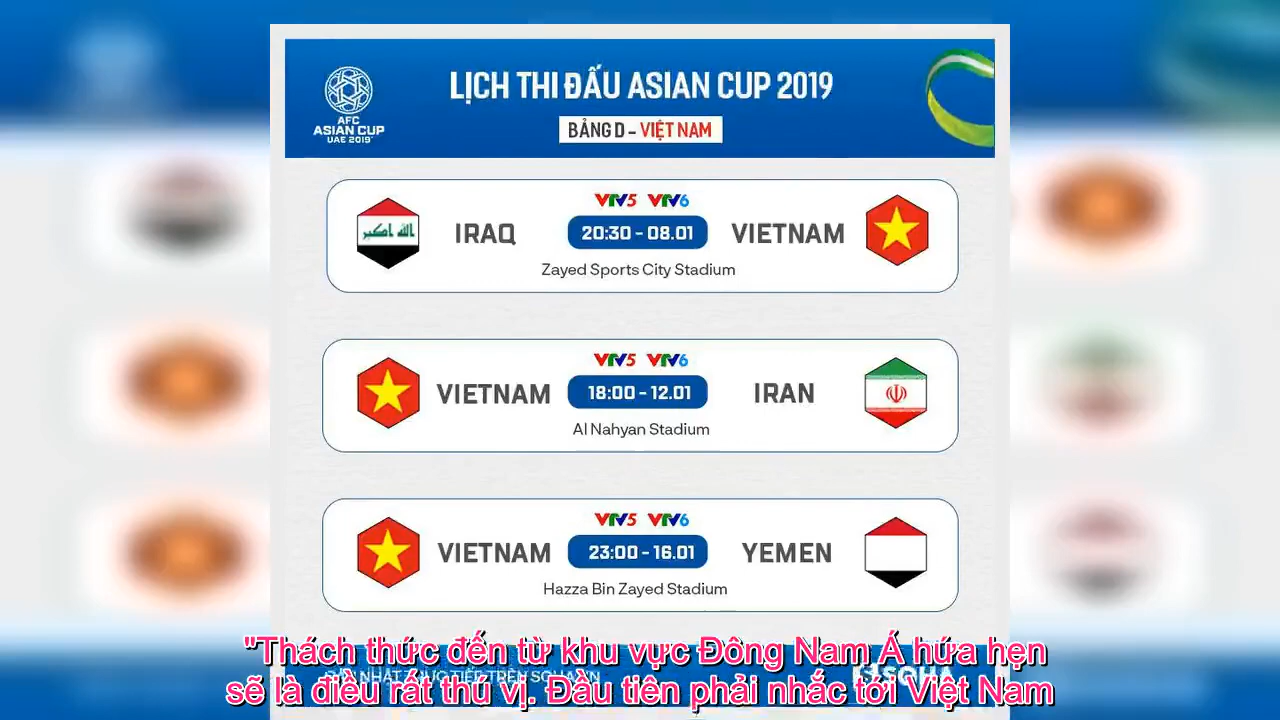 AFC
ASIAN CUP
UAE 2019
LỊCH THI ĐẤU ASIAN CUP 2019
BẢNG D – VIỆT NAM
VTV5 VTV6
IRAQ 20:30 - 08.01 VIETNAM
Zayed Sports City Stadium
VTV5 VTV6
VIETNAM 18:00 - 12.01 IRAN
Al Nahyan Stadium
VTV5 VTV6
VIETNAM 23:00 - 16.01 YEMEN
Hazza Bin Zayed Stadium
"Thách thức đến từ khu vực Đông Nam Á hứa hẹn
sẽ là điều rất thú vị. Đầu tiên phải nhắc tới Việt Nam